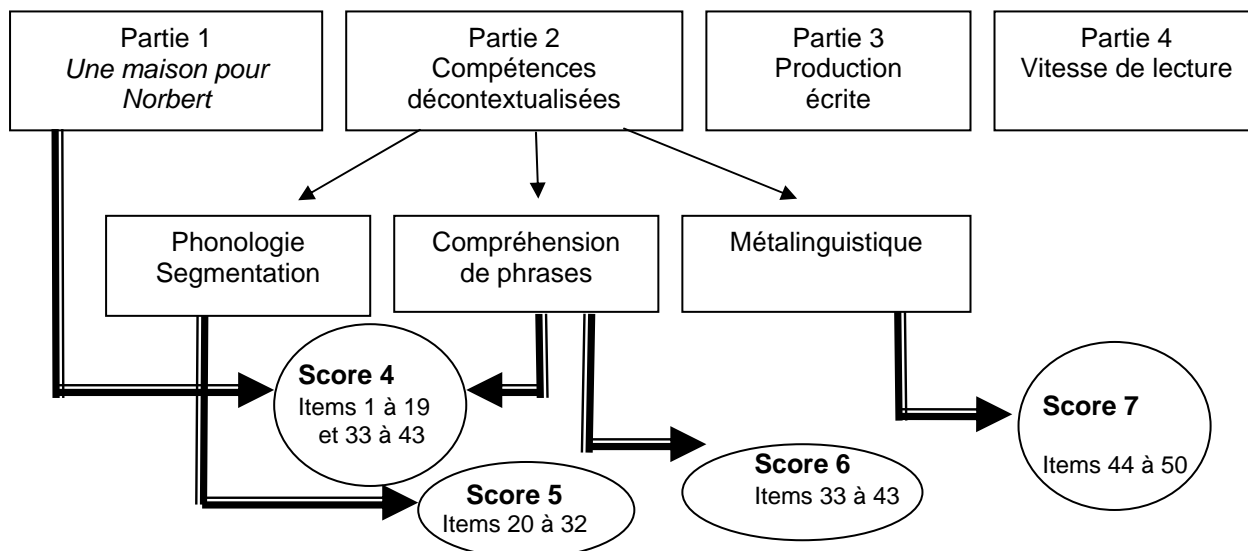 Partie 1
Une maison pour
Norbert
Partie 2
Compétences
décontextualisées
Partie 3
Production
écrite
Partie 4
Vitesse de lecture
Phonologie
Segmentation
Compréhension
de phrases
Métalinguistique
Score 4
Items 1 à 19
et 33 à 43
Score 5
Items 20 à 32
Score 6
Items 33 à 43
Score 7
Items 44 à 50